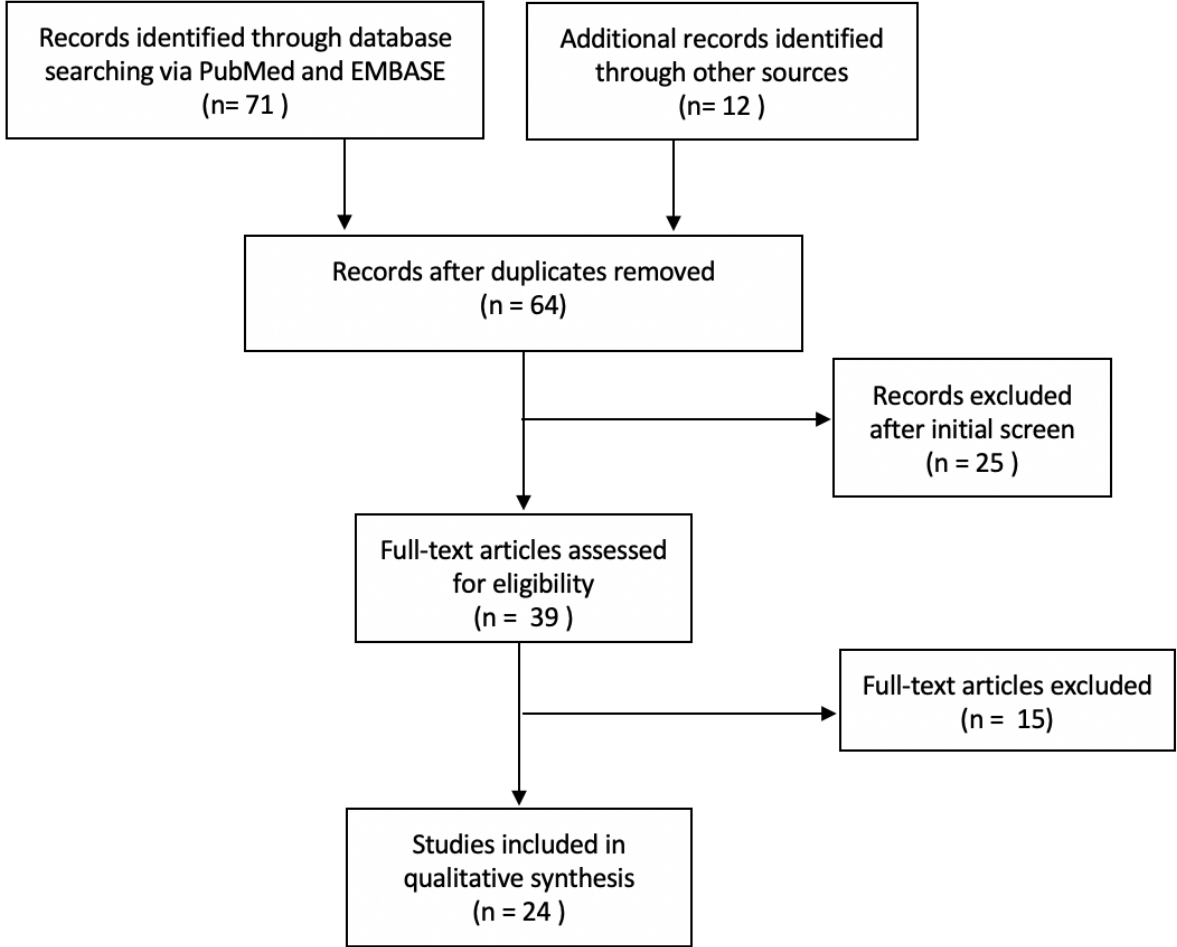 Records identified through database
searching via PubMed and EMBASE
(n= 71 )
Additional records identified
through other sources
(n= 12 )
Records after duplicates removed
(n = 64)
Records excluded
after initial screen
(n = 25 )
Full-text articles assessed
for eligibility
(n =  39 )
Full-text articles excluded
(n =  15)
Studies included in
qualitative synthesis
(n = 24 )